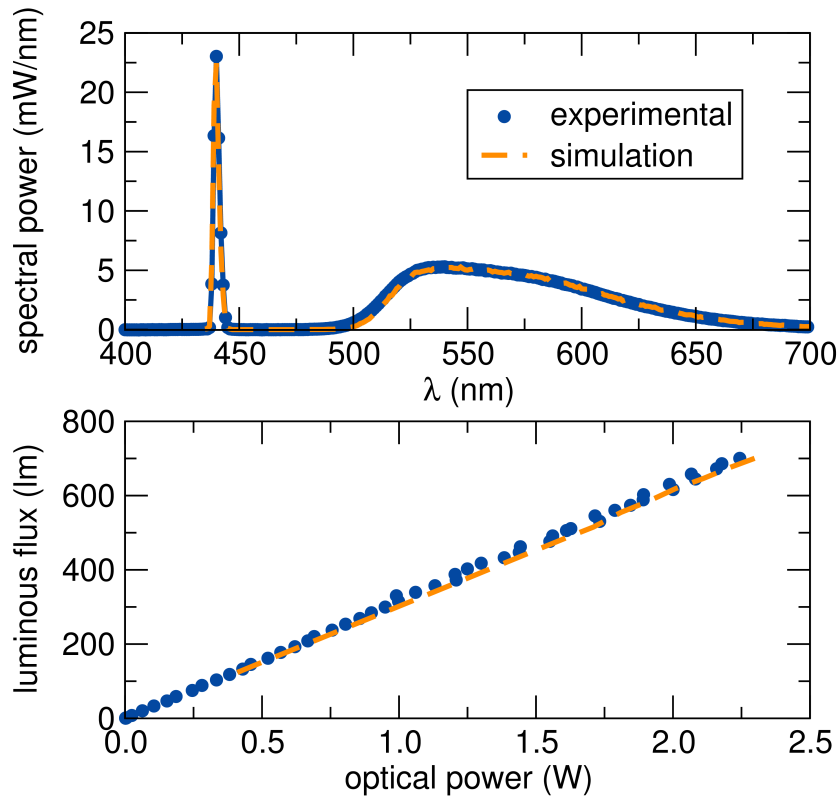 spectral power (mW/nm)
25
20
15
10
5
0
experimental
simulation
400 450 500 550 600 650 700
λ (nm)
luminous flux (lm)
800
600
400
200
0
0.0 0.5 1.0 1.5 2.0 2.5
optical power (W)